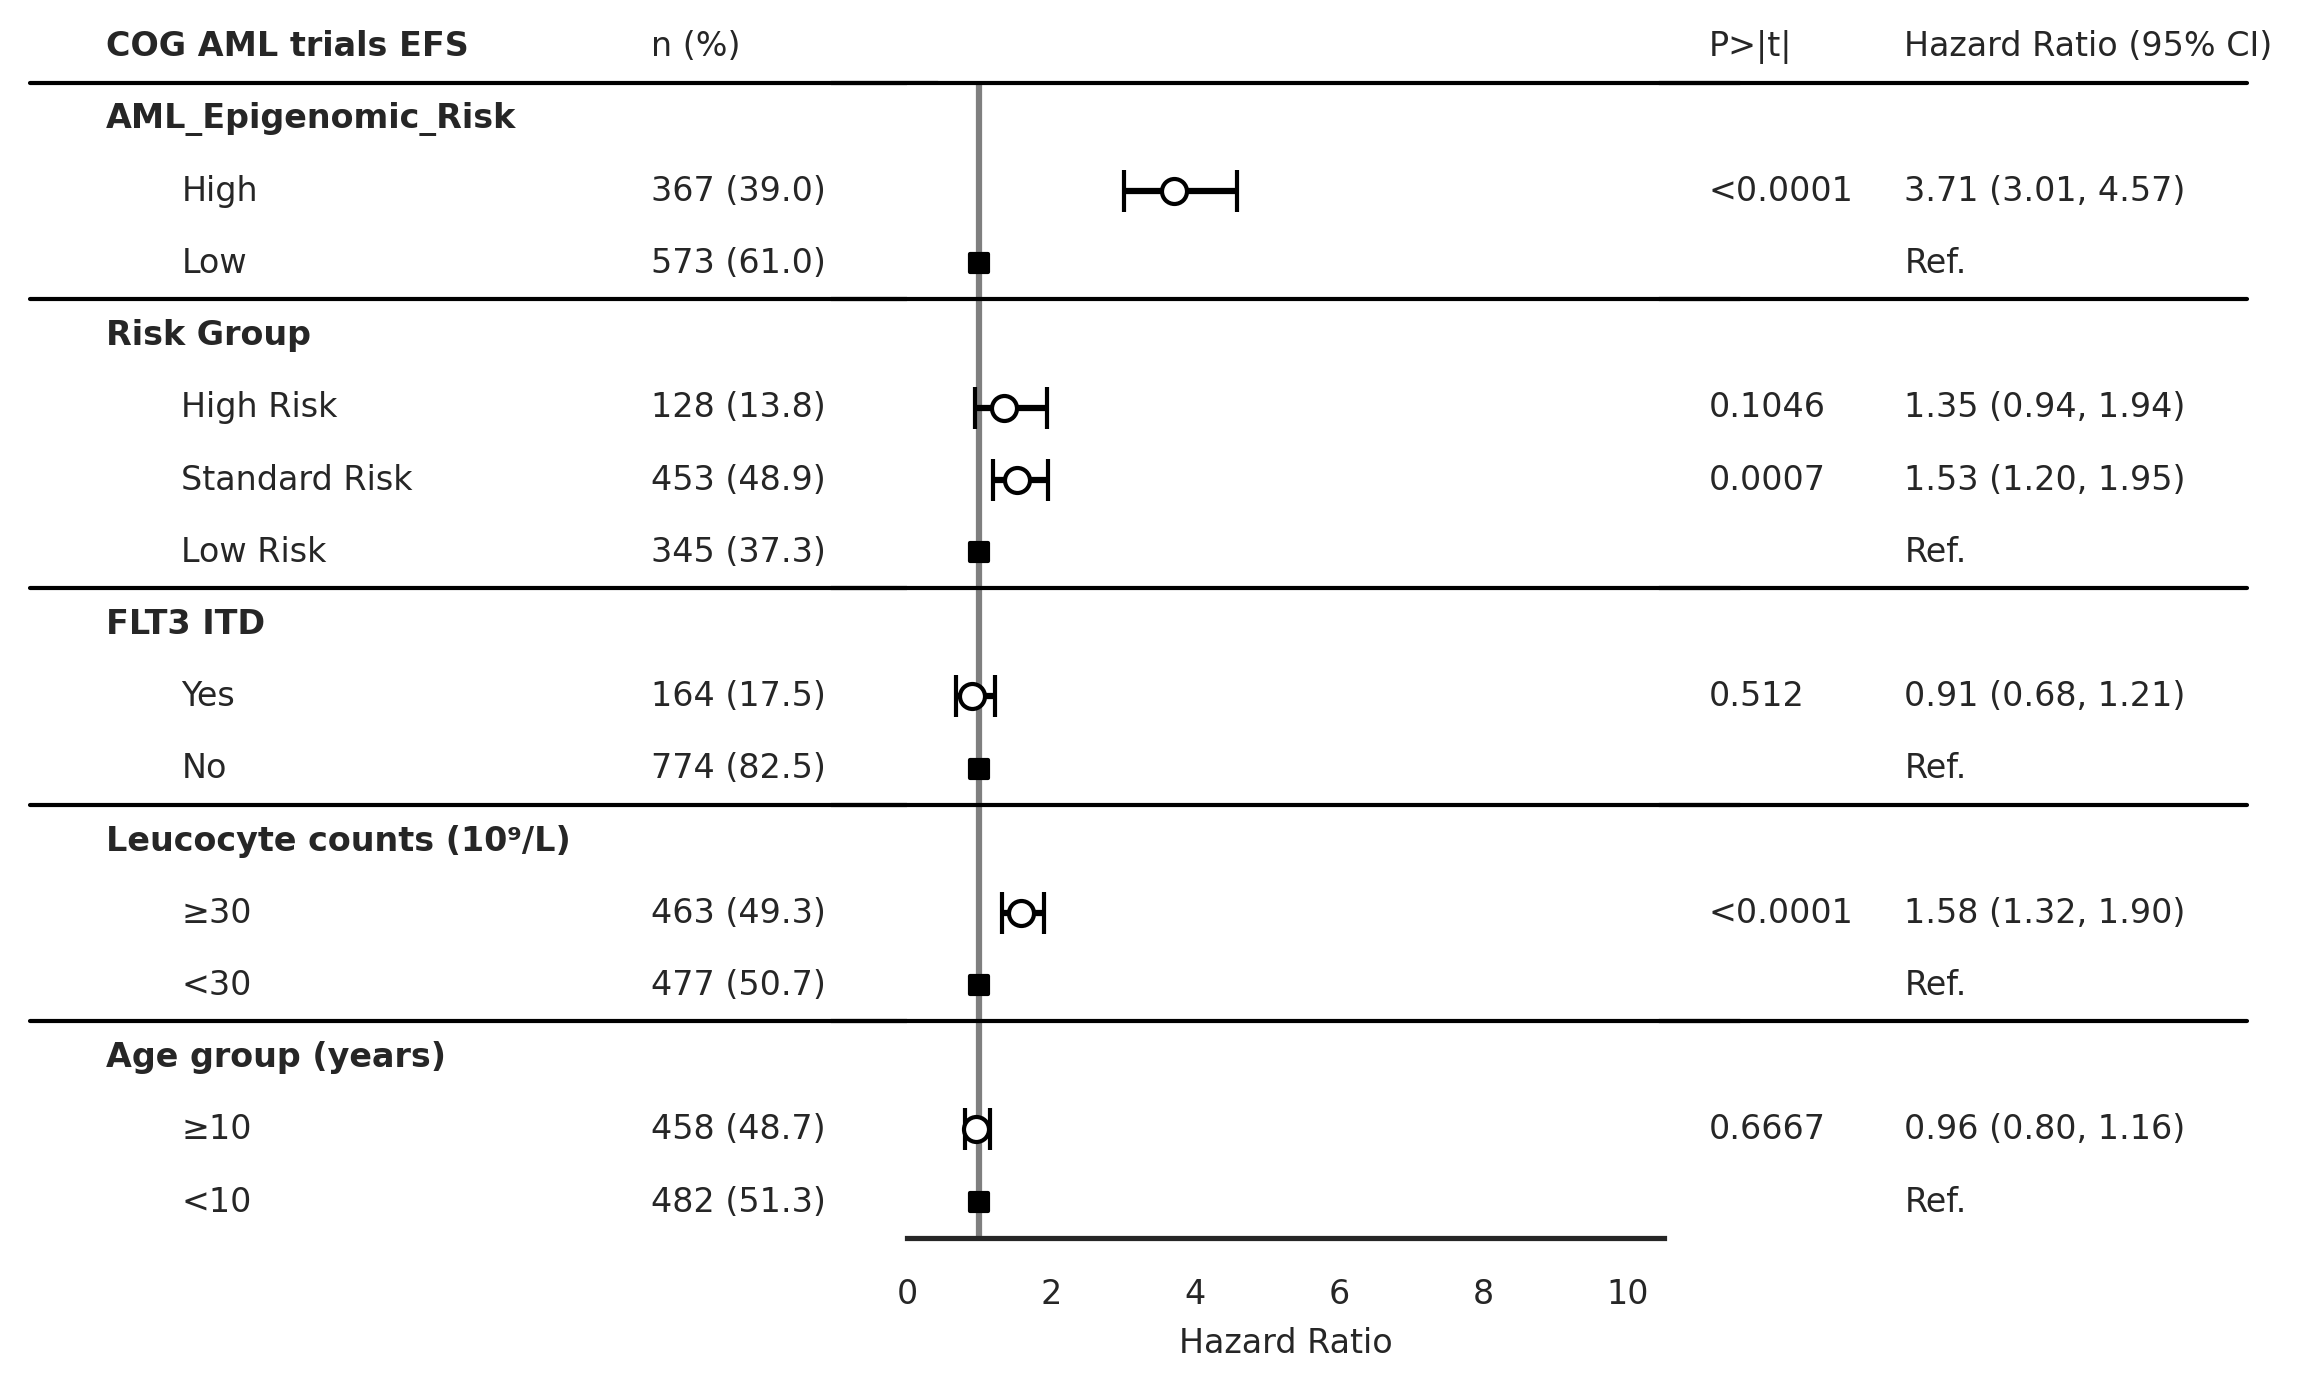 COG AML trials EFS n (%) P>|t| Hazard Ratio (95% CI)
AML_Epigenomic_Risk
High 367 (39.0) <0.0001 3.71 (3.01, 4.57)
Low 573 (61.0) Ref.
Risk Group
High Risk 128 (13.8) 0.1046 1.35 (0.94, 1.94)
Standard Risk 453 (48.9) 0.0007 1.53 (1.20, 1.95)
Low Risk 345 (37.3) Ref.
FLT3 ITD
Yes 164 (17.5) 0.512 0.91 (0.68, 1.21)
No 774 (82.5) Ref.
Leucocyte counts (10⁹/L)
≥30 463 (49.3) <0.0001 1.58 (1.32, 1.90)
<30 477 (50.7) Ref.
Age group (years)
≥10 458 (48.7) 0.6667 0.96 (0.80, 1.16)
<10 482 (51.3) Ref.
0 2 4 6 8 10
Hazard Ratio